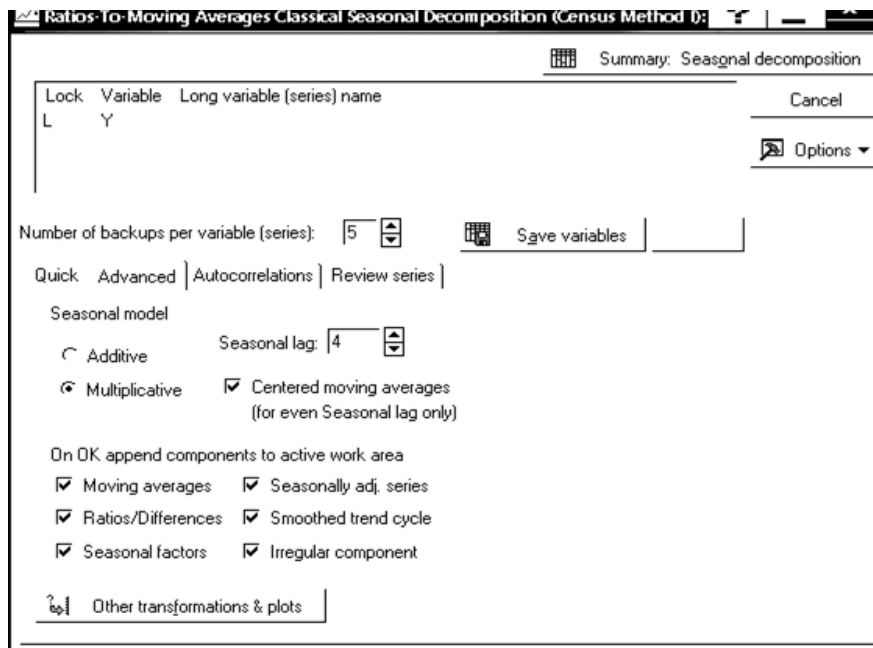 Ratios-To-Moving Averages Classical Seasonal Decomposition (Census Method I):
Summary: Seasonal decomposition
Lock Variable Long variable (series) name
L Y
Cancel
Options
Number of backups per variable (series): 5
Save variables
Quick Advanced Autocorrelations Review series
Seasonal model
Seasonal lag: 4
Additive
Multiplicative
Centered moving averages
(for even Seasonal lag only)
On OK append components to active work area
Moving averages Seasonally adj. series
Ratios/Differences Smoothed trend cycle
Seasonal factors Irregular component
Other transformations & plots